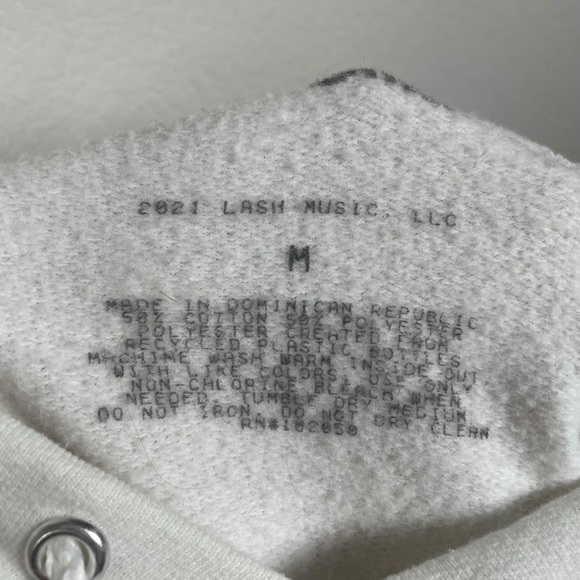 2021 LASH MUSIC, LLC
M
MADE IN DOMINICAN REPUBLIC
50% COTTON 50% POLYESTER
POLYESTER CREATED FROM
RECYCLED PLASTIC BOTTLES
MACHINE WASH WARM INSIDE OUT
WITH LIKE COLORS. USE ONLY
NON-CHLORINE BLEACH WHEN
NEEDED. TUMBLE DRY MEDIUM
DO NOT IRON. DO NOT DRY CLEAN
RN#102850